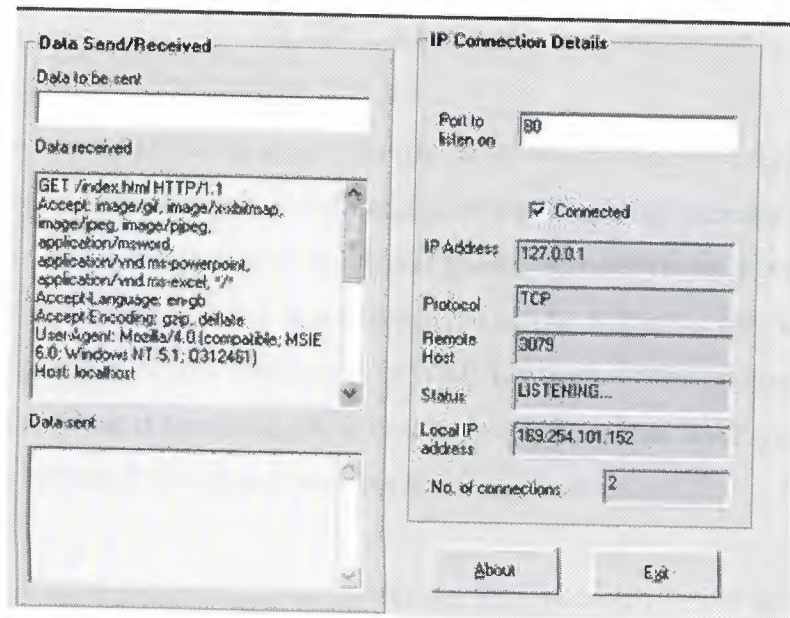 Data Send/Received
Data to be sent
Data received
GET /index.html HTTP/1.1
Accept: image/gif, image/x-xbitmap,
image/jpeg, image/pjpeg,
application/msword,
application/vnd.ms-powerpoint,
application/vnd.ms-excel, */*
Accept-Language: en-gb
Accept-Encoding: gzip, deflate
User-Agent: Mozilla/4.0 (compatible; MSIE
6.0; Windows NT 5.1; Q312461)
Host: localhost
Data sent
IP Connection Details
Port to
listen on
80
Connected
IP Address
127.0.0.1
Protocol
TCP
Remote
Host
3079
Status
LISTENING...
Local IP
address
169.254.101.152
No. of connections
2
About
Exit